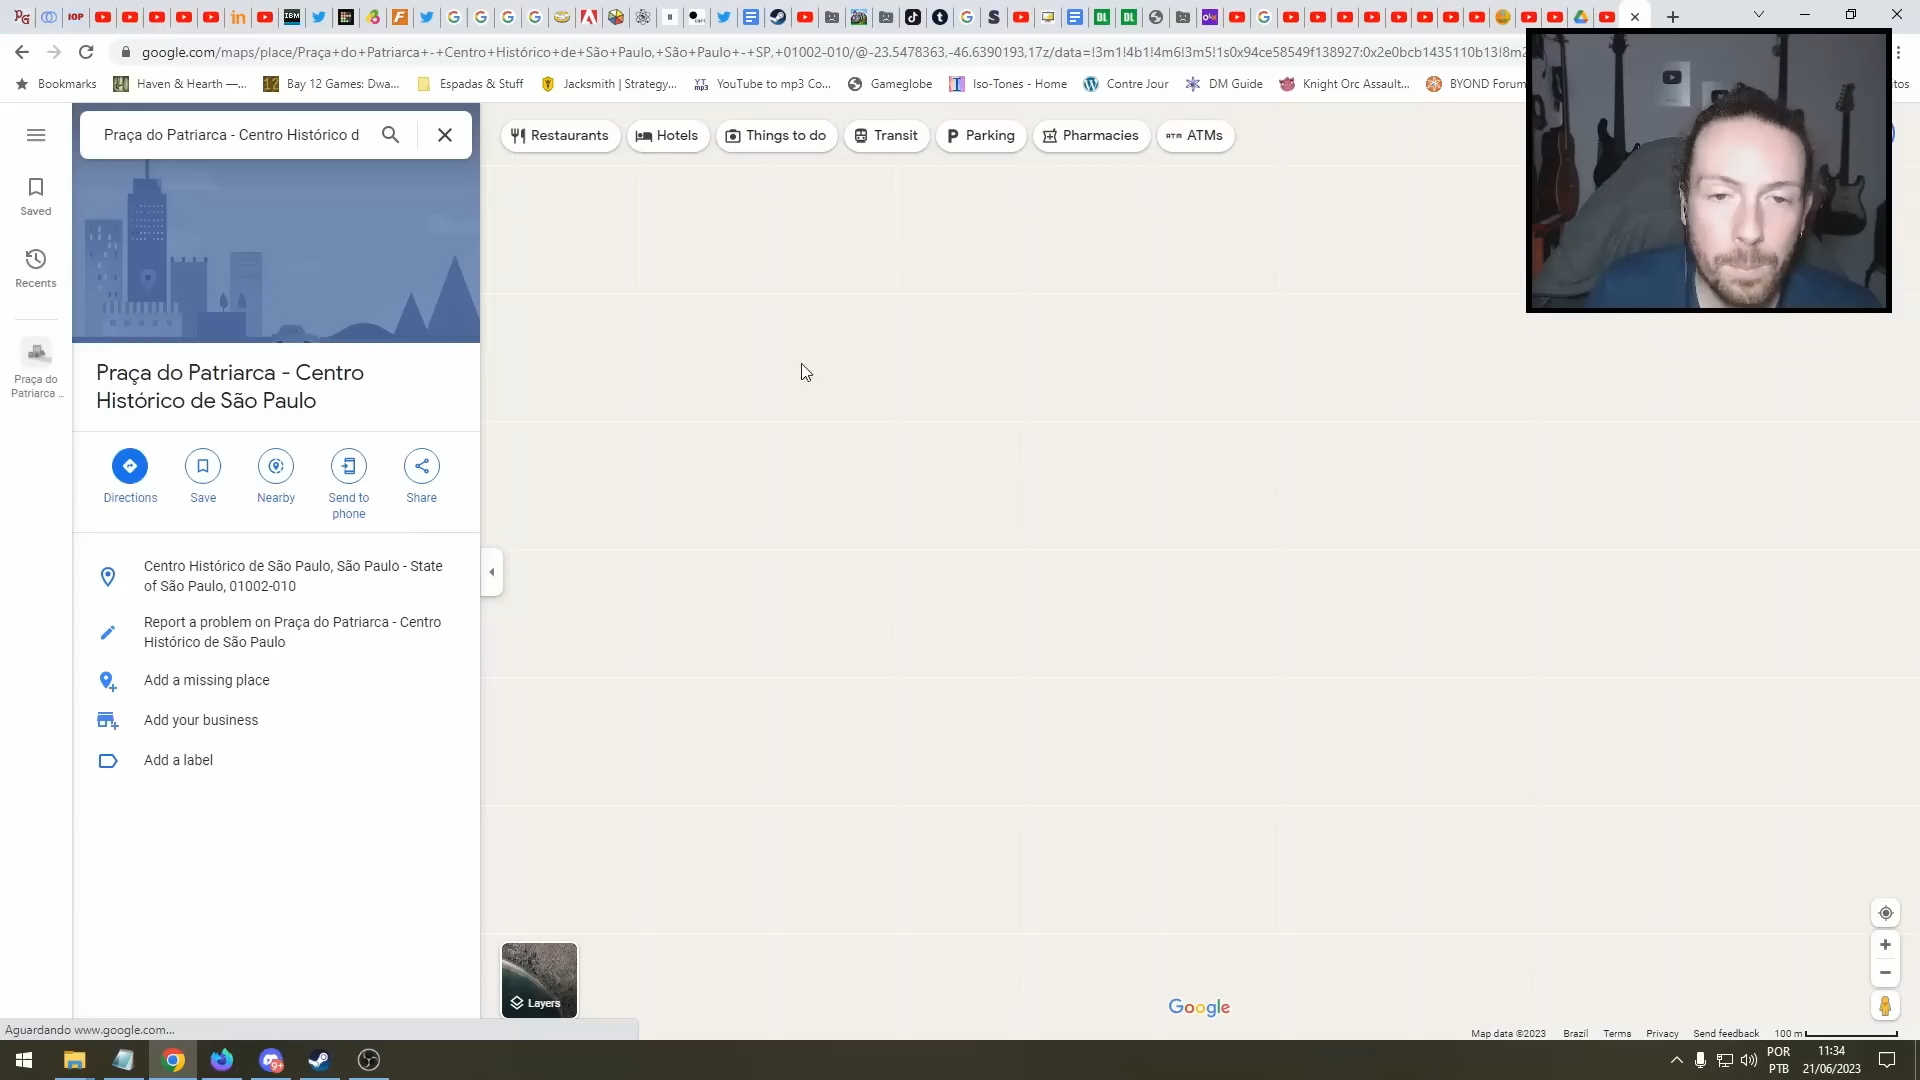 google.com/maps/place/Praça+do+Patriarca+-+Centro+Histórico+de+São+Paulo,+São+Paulo+-+SP,+01002-010/@-23.5478363,-46.6390193,17z/data=!3m1!4b1!4m6!3m5!1s0x94ce58549f138927:0x2e0bcb1435110b13!8m2
Bookmarks
Haven & Hearth —...
Bay 12 Games: Dwa...
Espadas & Stuff
Jacksmith | Strategy...
YouTube to mp3 Co...
Gameglobe
Iso-Tones - Home
Contre Jour
DM Guide
Knight Orc Assault...
BYOND Forum
Praça do Patriarca - Centro Histórico d
Restaurants
Hotels
Things to do
Transit
Parking
Pharmacies
ATMs
Saved
Recents
Praça do
Patriarca ...
Praça do Patriarca - Centro
Histórico de São Paulo
Directions
Save
Nearby
Send to
phone
Share
Centro Histórico de São Paulo, São Paulo - State
of São Paulo, 01002-010
Report a problem on Praça do Patriarca - Centro
Histórico de São Paulo
Add a missing place
Add your business
Add a label
Layers
Google
Aguardando www.google.com...
Map data ©2023
Brazil
Terms
Privacy
Send feedback
100 m
POR
PTB
11:34
21/06/2023